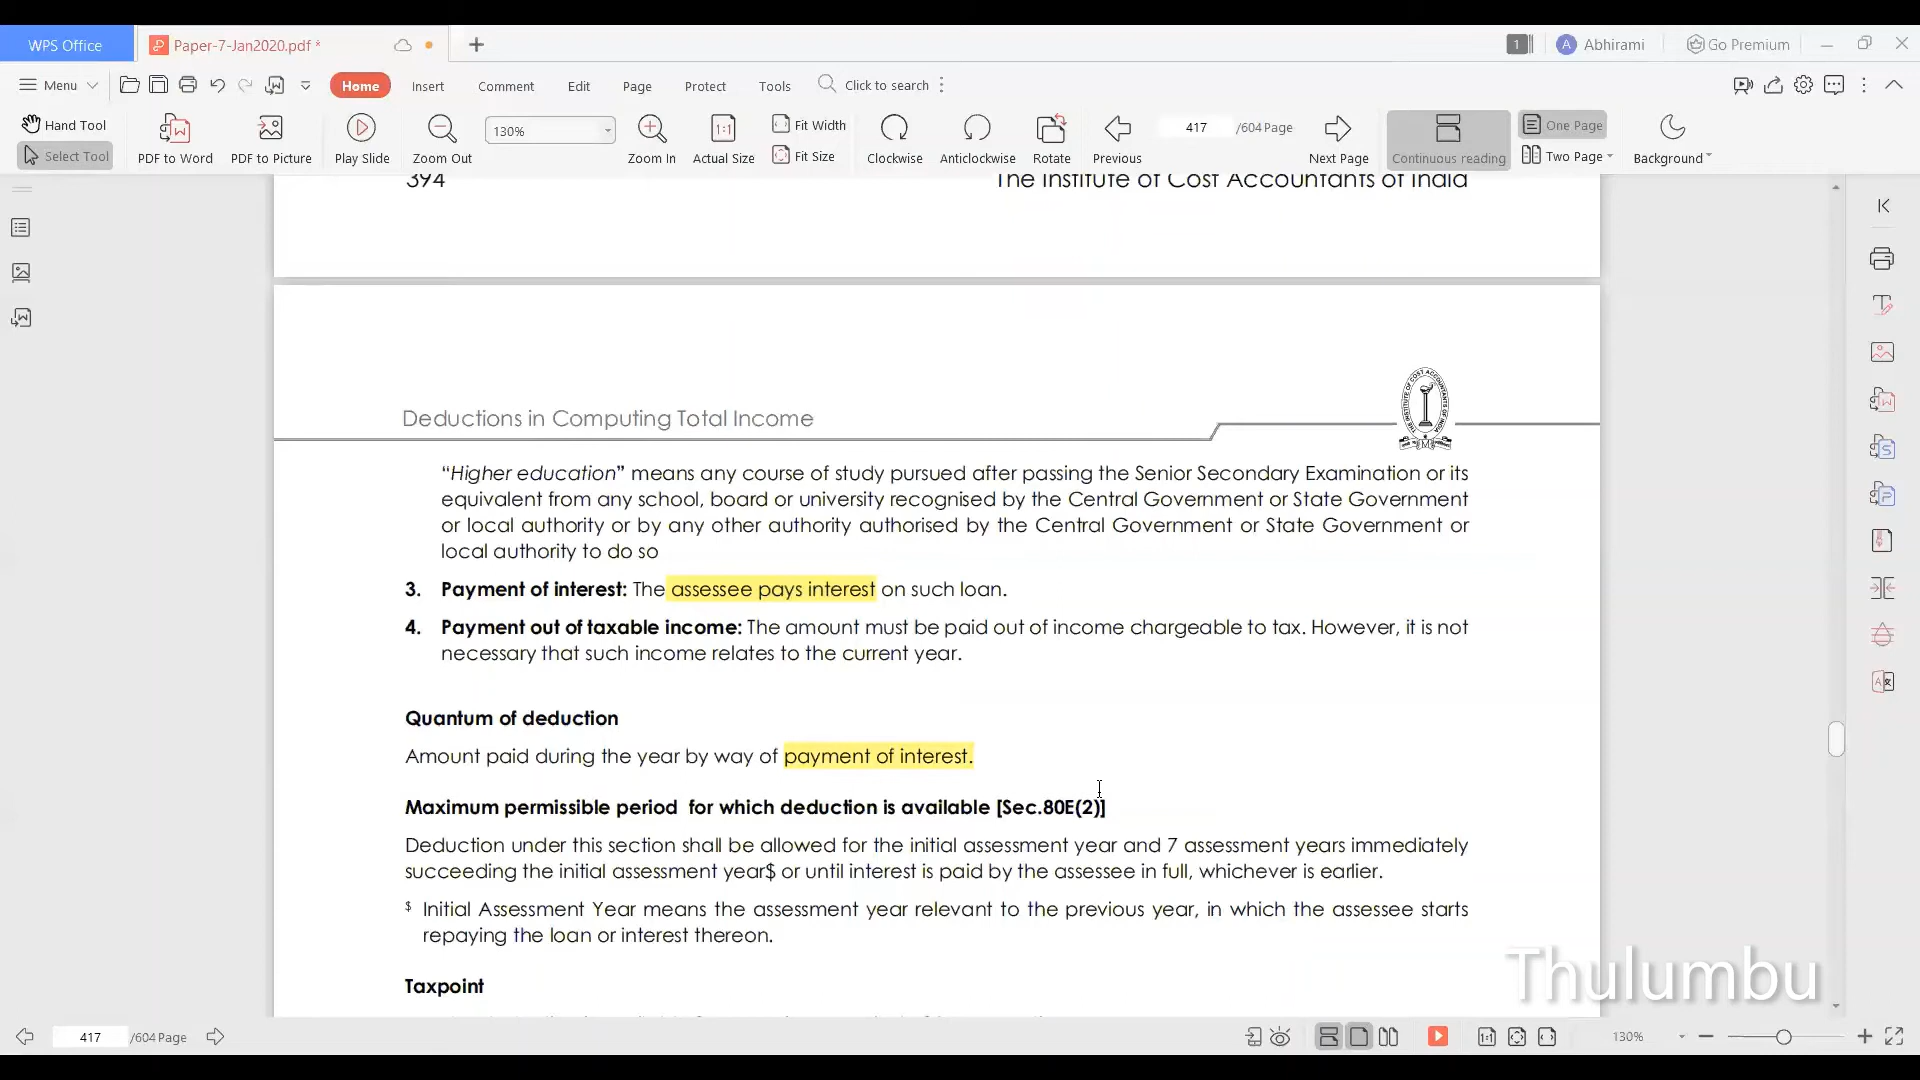 WPS Office
Paper-7-Jan2020.pdf *
1
A Abhirami
Go Premium
Menu
Home
Insert
Comment
Edit
Page
Protect
Tools
Click to search
Hand Tool
Select Tool
PDF to Word
PDF to Picture
Play Slide
Zoom Out
130%
Zoom In
1:1
Actual Size
Fit Width
Fit Size
Clockwise
Anticlockwise
Rotate
Previous
417 /604 Page
Next Page
Continuous reading
One Page
Two Page
Background
394 The Institute of Cost Accountants of India
Deductions in Computing Total Income
“Higher education” means any course of study pursued after passing the Senior Secondary Examination or its
equivalent from any school, board or university recognised by the Central Government or State Government
or local authority or by any other authority authorised by the Central Government or State Government or
local authority to do so
3. Payment of interest: The assessee pays interest on such loan.
4. Payment out of taxable income: The amount must be paid out of income chargeable to tax. However, it is not
necessary that such income relates to the current year.
Quantum of deduction
Amount paid during the year by way of payment of interest.
Maximum permissible period for which deduction is available [Sec.80E(2)]
Deduction under this section shall be allowed for the initial assessment year and 7 assessment years immediately
succeeding the initial assessment year$ or until interest is paid by the assessee in full, whichever is earlier.
$ Initial Assessment Year means the assessment year relevant to the previous year, in which the assessee starts
repaying the loan or interest thereon.
Taxpoint
Thulumbu
417 /604 Page
130%